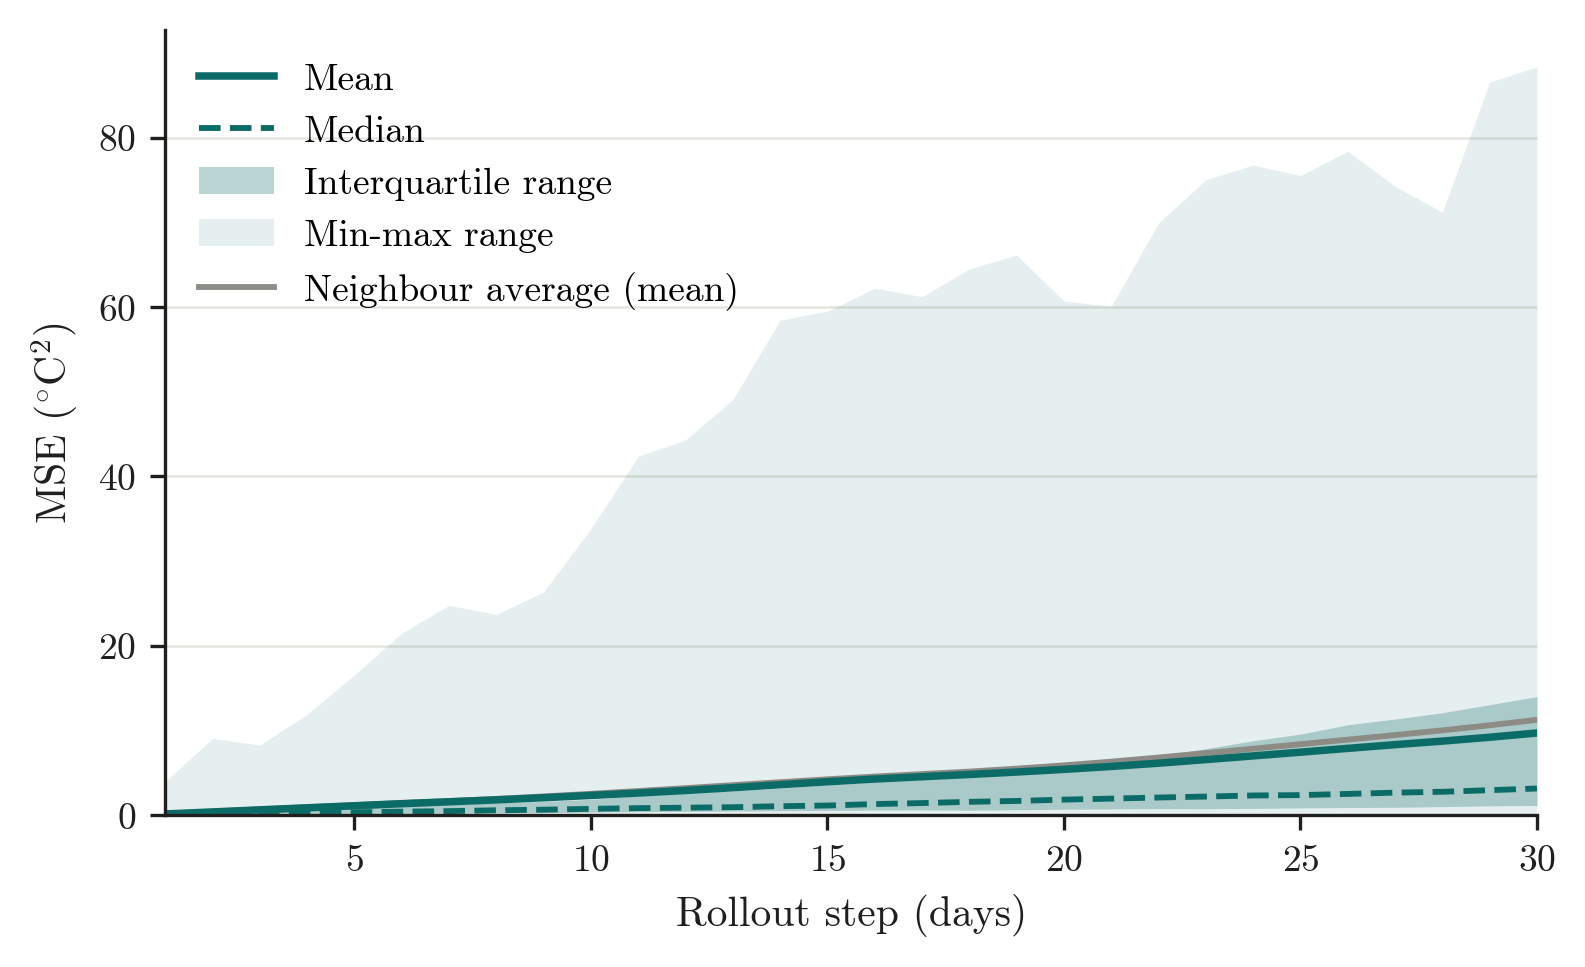 Mean
Median
Interquartile range
Min-max range
Neighbour average (mean)
80
60
40
20
0
MSE (°C²)
5 10 15 20 25 30
Rollout step (days)